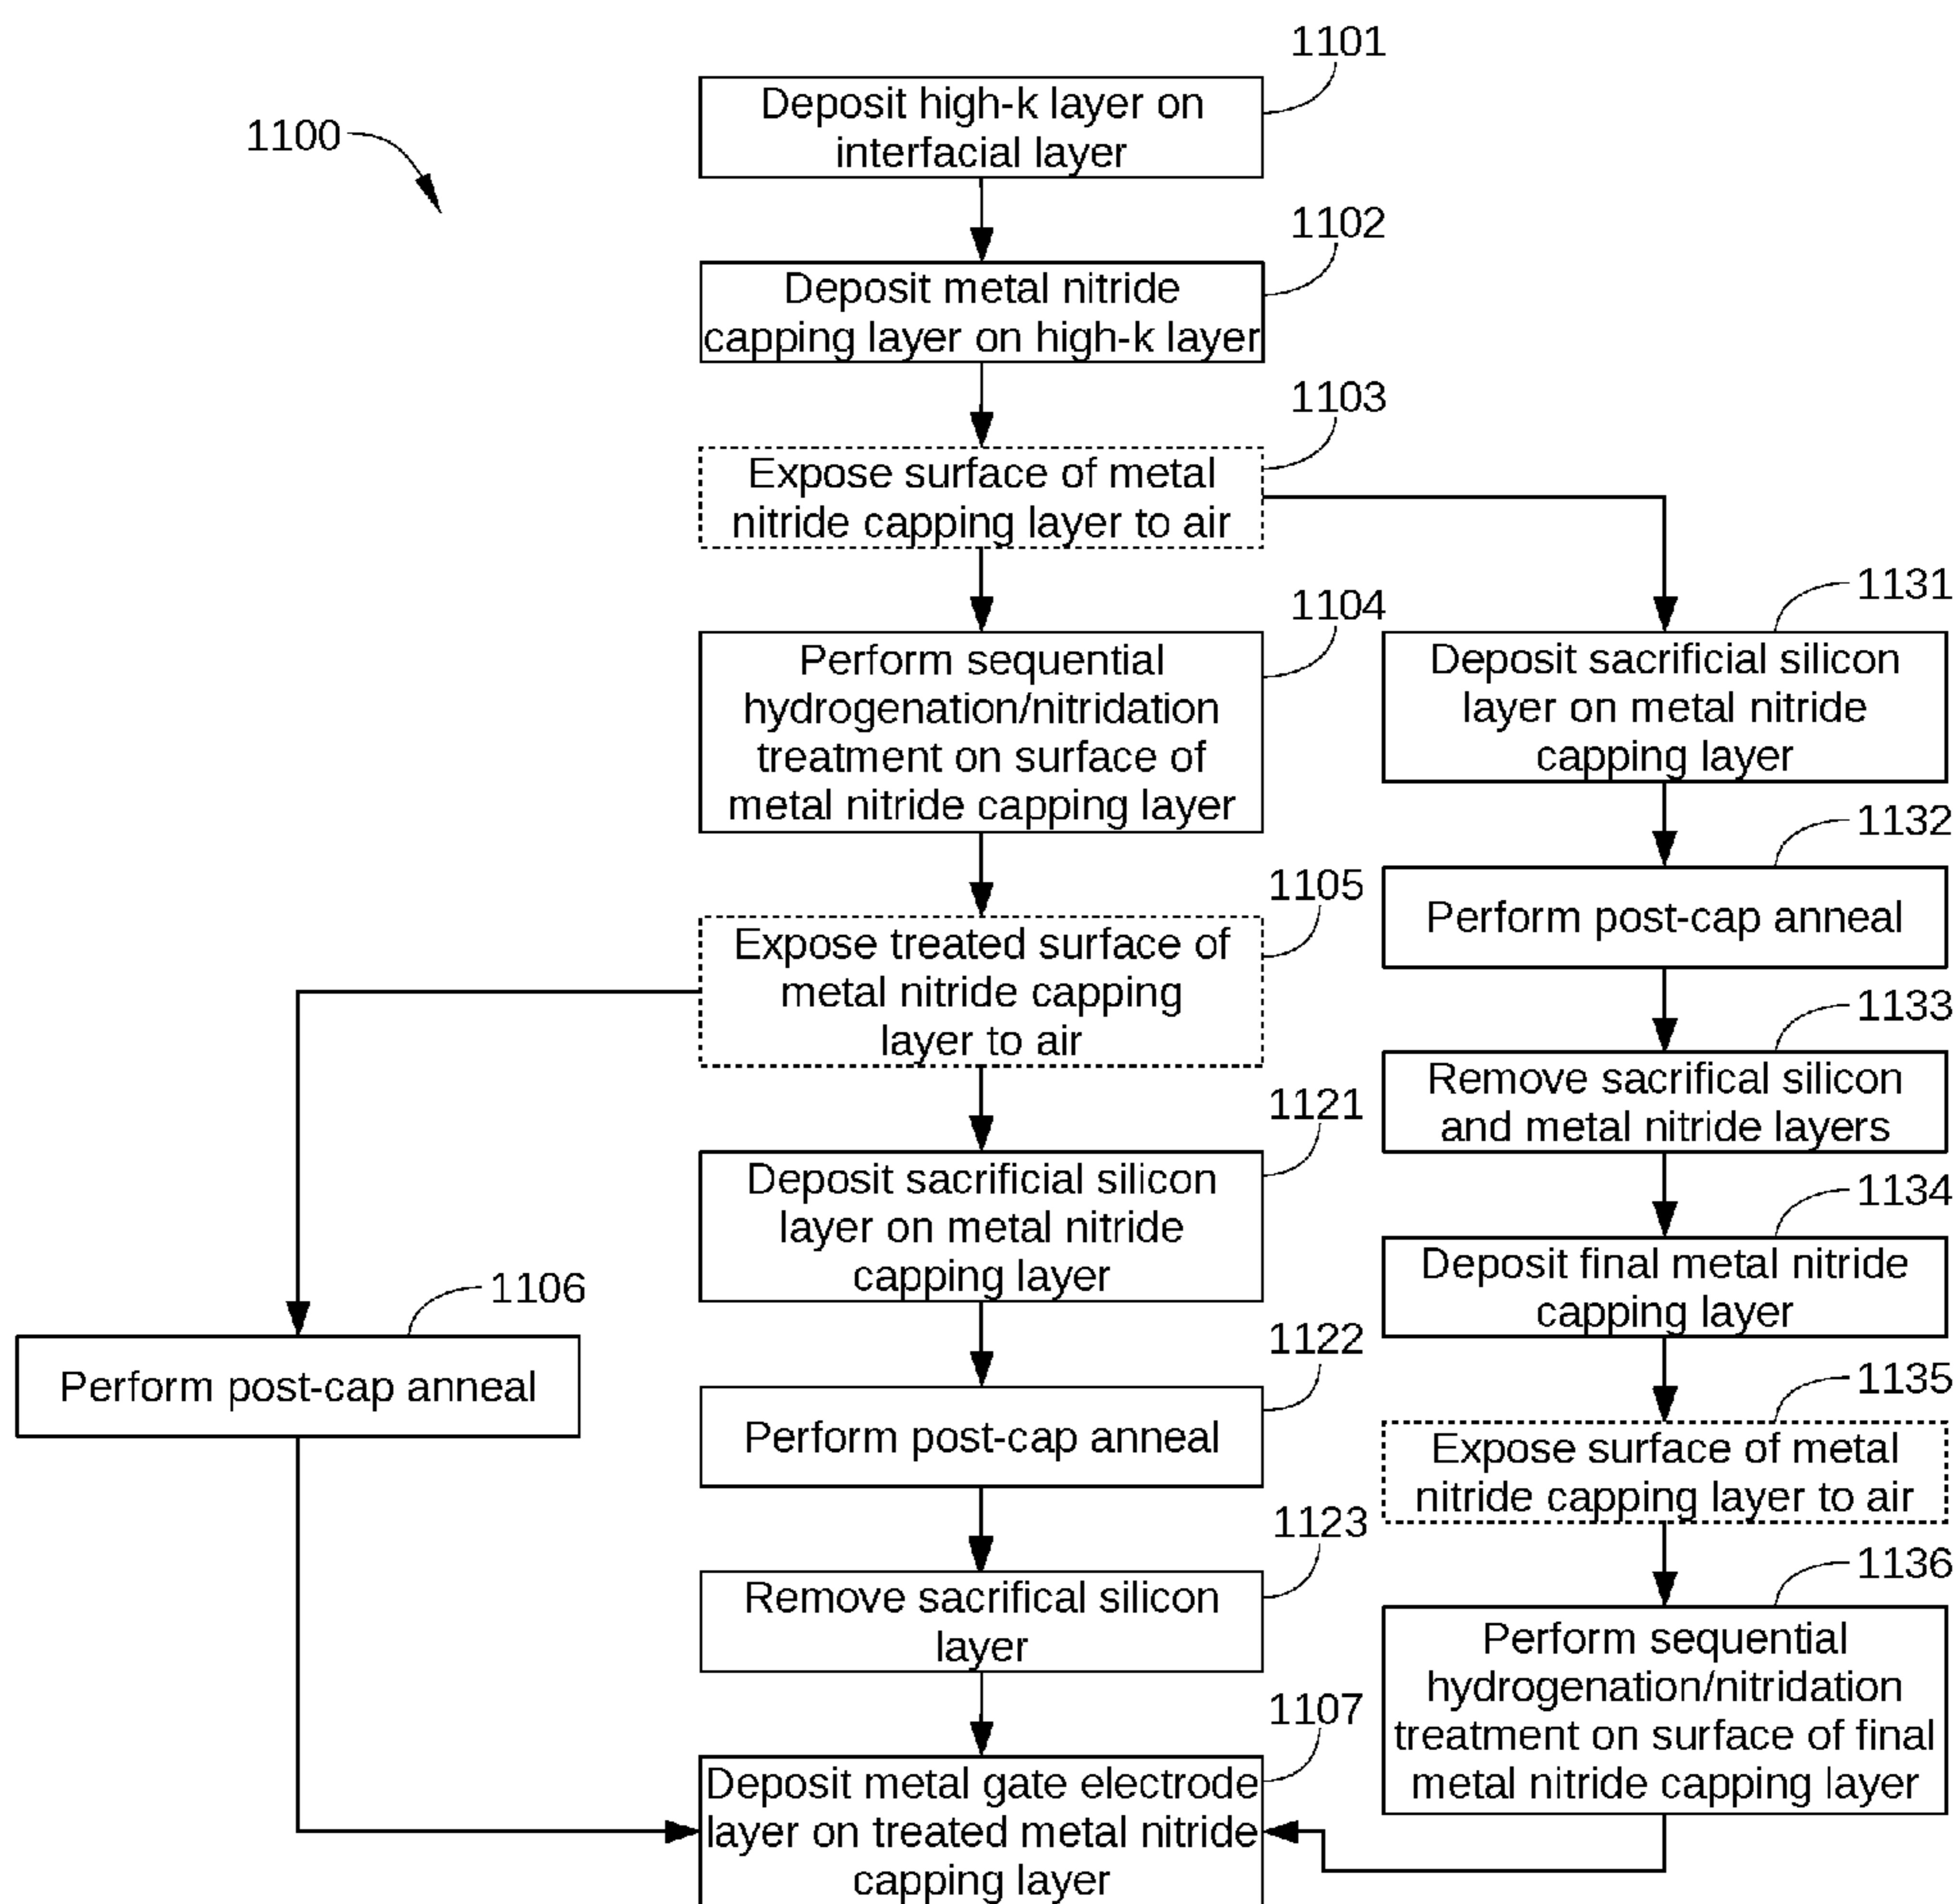 1100
1101
Deposit high-k layer on
interfacial layer
1102
Deposit metal nitride
capping layer on high-k layer
1103
Expose surface of metal
nitride capping layer to air
1104
Perform sequential
hydrogenation/nitridation
treatment on surface of
metal nitride capping layer
1105
Expose treated surface of
metal nitride capping
layer to air
1106
Perform post-cap anneal
1121
Deposit sacrificial silicon
layer on metal nitride
capping layer
1122
Perform post-cap anneal
1123
Remove sacrifical silicon
layer
1107
Deposit metal gate electrode
layer on treated metal nitride
capping layer
1131
Deposit sacrificial silicon
layer on metal nitride
capping layer
1132
Perform post-cap anneal
1133
Remove sacrifical silicon
and metal nitride layers
1134
Deposit final metal nitride
capping layer
1135
Expose surface of metal
nitride capping layer to air
1136
Perform sequential
hydrogenation/nitridation
treatment on surface of final
metal nitride capping layer